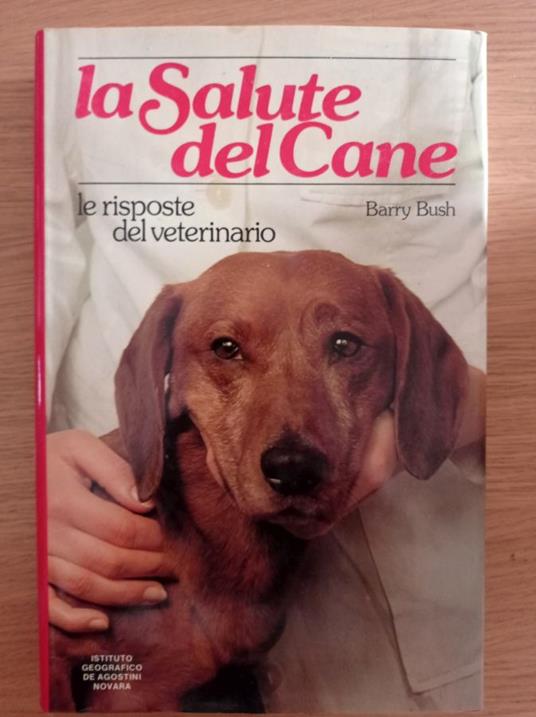 la Salute
del Cane
le risposte
del veterinario
Barry Bush
ISTITUTO
GEOGRAFICO
DE AGOSTINI
NOVARA